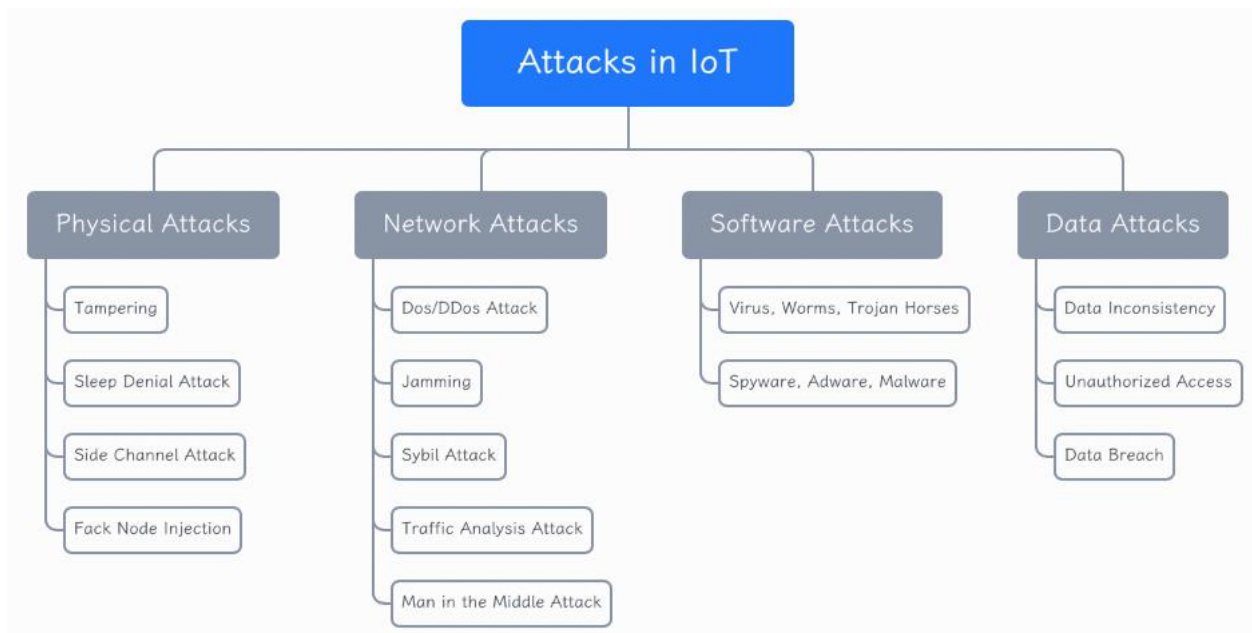 Attacks in IoT
Physical Attacks
Tampering
Sleep Denial Attack
Side Channel Attack
Fack Node Injection
Network Attacks
Dos/DDos Attack
Jamming
Sybil Attack
Traffic Analysis Attack
Man in the Middle Attack
Software Attacks
Virus, Worms, Trojan Horses
Spyware, Adware, Malware
Data Attacks
Data Inconsistency
Unauthorized Access
Data Breach